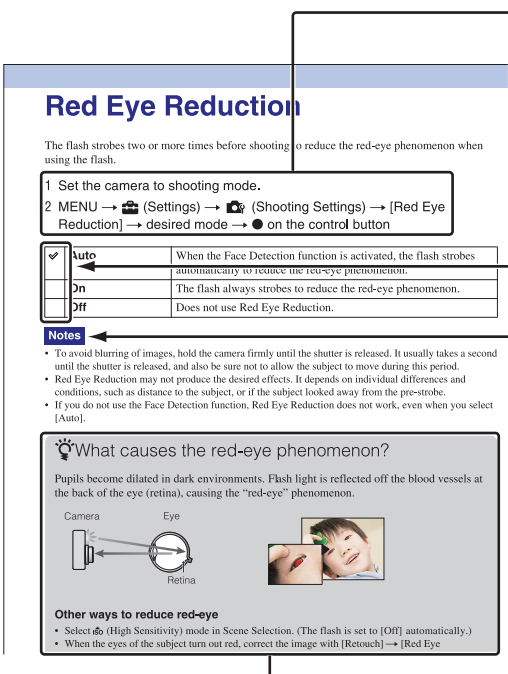 Red Eye Reduction
The flash strobes two or more times before shooting to reduce the red-eye phenomenon when
using the flash.
1 Set the camera to shooting mode.
2 MENU → (Settings) → (Shooting Settings) → [Red Eye
Reduction] → desired mode → ● on the control button
✓ Auto When the Face Detection function is activated, the flash strobes
automatically to reduce the red-eye phenomenon.
On The flash always strobes to reduce the red-eye phenomenon.
Off Does not use Red Eye Reduction.
Notes
• To avoid blurring of images, hold the camera firmly until the shutter is released. It usually takes a second
until the shutter is released, and also be sure not to allow the subject to move during this period.
• Red Eye Reduction may not produce the desired effects. It depends on individual differences and
conditions, such as distance to the subject, or if the subject looked away from the pre-strobe.
• If you do not use the Face Detection function, Red Eye Reduction does not work, even when you select
[Auto].
What causes the red-eye phenomenon?
Pupils become dilated in dark environments. Flash light is reflected off the blood vessels at
the back of the eye (retina), causing the “red-eye” phenomenon.
Camera Eye
Retina
Other ways to reduce red-eye
• Select ISO (High Sensitivity) mode in Scene Selection. (The flash is set to [Off] automatically.)
• When the eyes of the subject turn out red, correct the image with [Retouch] → [Red Eye